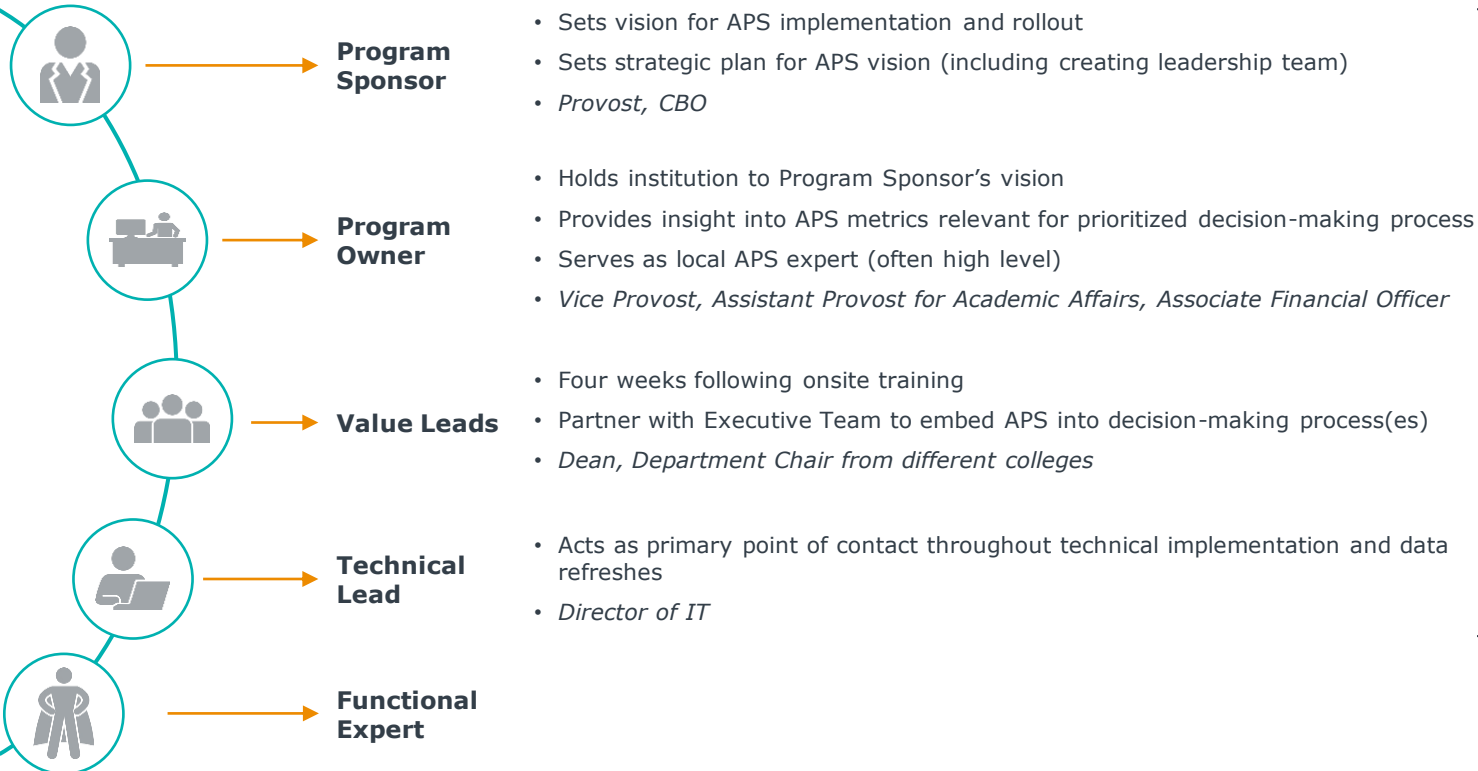 Program
Sponsor
• Sets vision for APS implementation and rollout
• Sets strategic plan for APS vision (including creating leadership team)
• Provost, CBO
Program
Owner
• Holds institution to Program Sponsor’s vision
• Provides insight into APS metrics relevant for prioritized decision-making process
• Serves as local APS expert (often high level)
• Vice Provost, Assistant Provost for Academic Affairs, Associate Financial Officer
Value Leads
• Four weeks following onsite training
• Partner with Executive Team to embed APS into decision-making process(es)
• Dean, Department Chair from different colleges
Technical
Lead
• Acts as primary point of contact throughout technical implementation and data
refreshes
• Director of IT
Functional
Expert